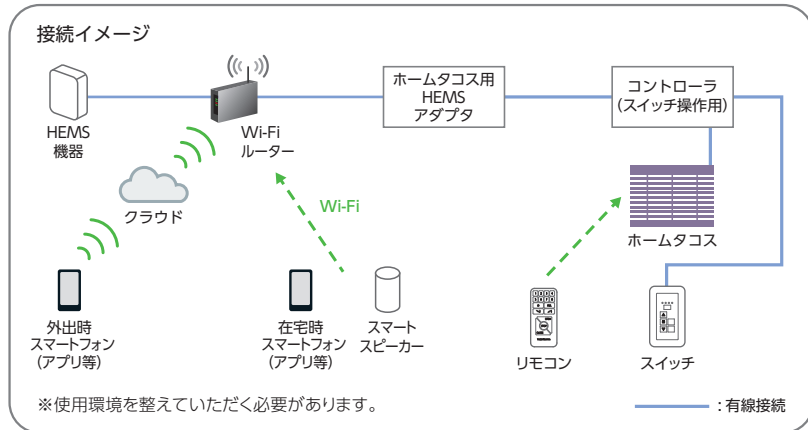 接続イメージ
HEMS
機器
Wi-Fi
ルーター
ホームタコス用
HEMS
アダプタ
コントローラ
(スイッチ操作用)
クラウド
Wi-Fi
ホームタコス
外出時
スマートフォン
(アプリ等)
在宅時
スマートフォン
(アプリ等)
スマート
スピーカー
リモコン
スイッチ
※使用環境を整えていただく必要があります。
：有線接続